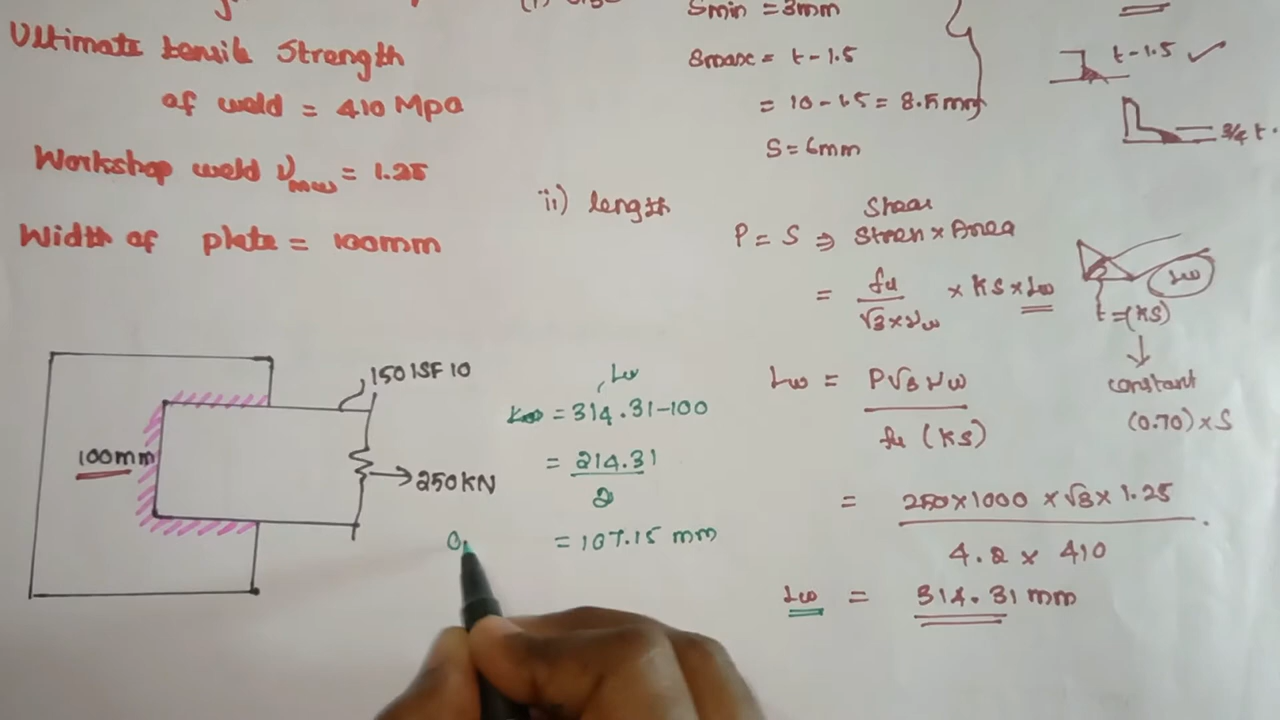 Ultimate tensile Strength
of weld = 410 Mpa
Workshop weld γmw = 1.25
Width of plate = 100mm
150 ISF 10
100mm
250KN
Smin = 3mm
Smax = t-1.5
= 10-1.5 = 8.5mm
S = 6mm
t-1.5 ✓
3/4 t.
ii) length
Shear
P = S ⇒ Stress × Area
= fu/√3×γw × KS × Lw
Lw
t=(KS)
↓
constant
(0.70)×S
Lw = P√3 γw / fu (KS)
= 250×1000 × √3 × 1.25 / 4.2 × 410 .
Lw = 314.31 mm
Lw
= 314.31-100
= 214.31 / 2
= 107.15 mm